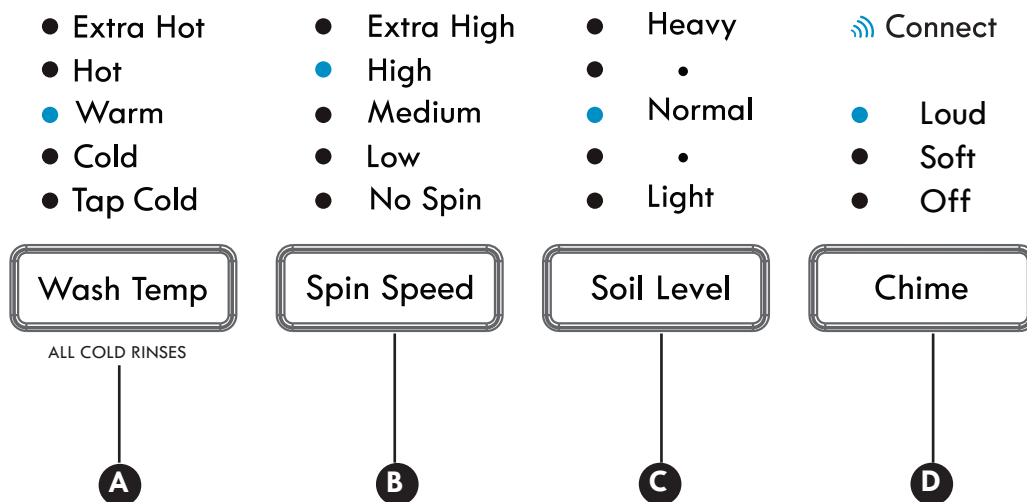 Extra Hot
Hot
Warm
Cold
Tap Cold
Wash Temp
ALL COLD RINSES
A
Extra High
High
Medium
Low
No Spin
Spin Speed
B
Heavy
•
Normal
•
Light
Soil Level
C
Connect
Loud
Soft
Off
Chime
D